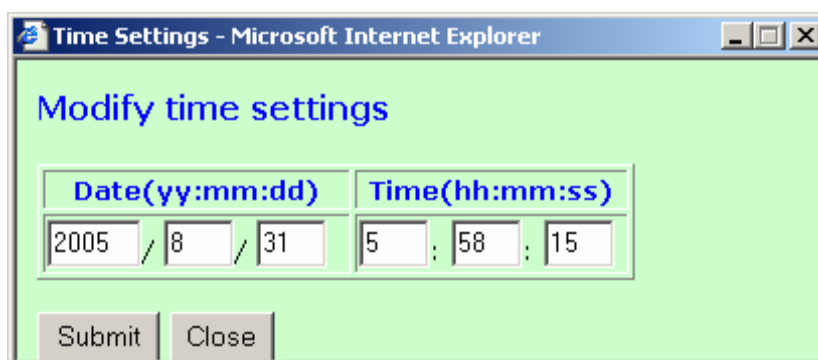 Time Settings - Microsoft Internet Explorer
Modify time settings
Date(yy:mm:dd) Time(hh:mm:ss)
2005 / 8 / 31 5 : 58 : 15
Submit Close